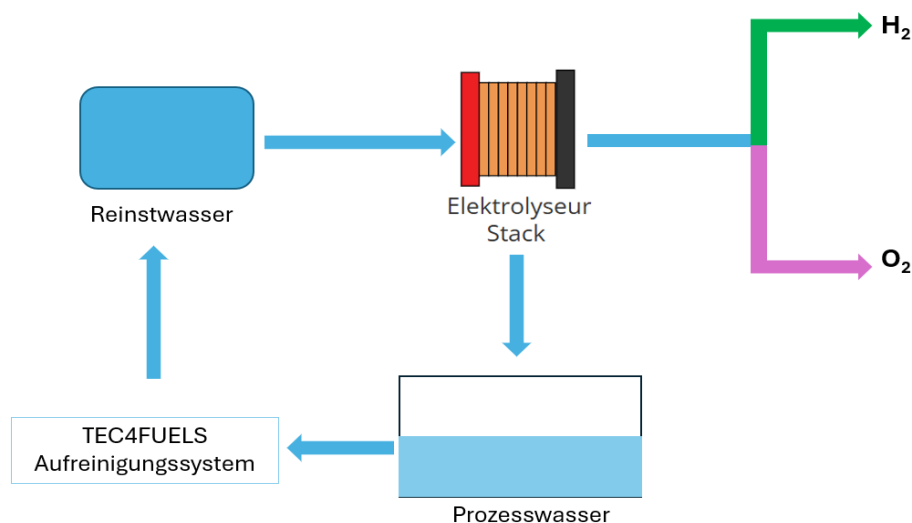 H₂
Reinstwasser
Elektrolyseur
Stack
O₂
TEC4FUELS
Aufreinigungssystem
Prozesswasser